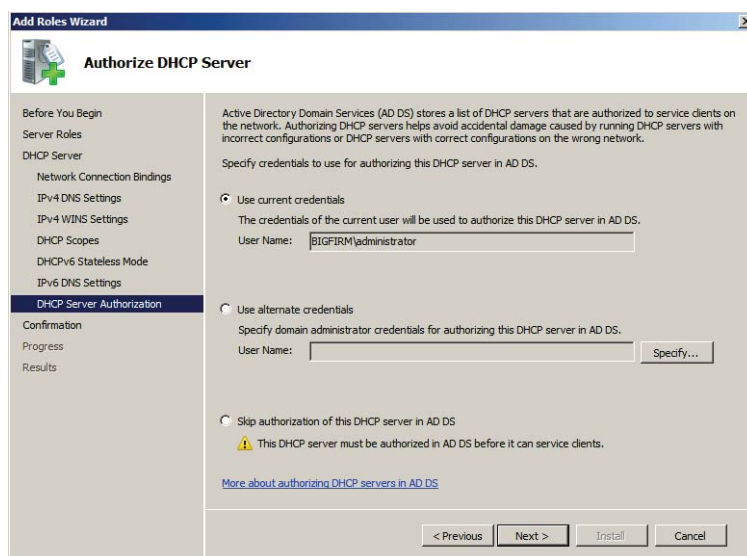 Add Roles Wizard
Authorize DHCP Server
Before You Begin
Server Roles
DHCP Server
Network Connection Bindings
IPv4 DNS Settings
IPv4 WINS Settings
DHCP Scopes
DHCPv6 Stateless Mode
IPv6 DNS Settings
DHCP Server Authorization
Confirmation
Progress
Results
Active Directory Domain Services (AD DS) stores a list of DHCP servers that are authorized to service clients on
the network. Authorizing DHCP servers helps avoid accidental damage caused by running DHCP servers with
incorrect configurations or DHCP servers with correct configurations on the wrong network.
Specify credentials to use for authorizing this DHCP server in AD DS.
Use current credentials
The credentials of the current user will be used to authorize this DHCP server in AD DS.
User Name: BIGFIRM\administrator
Use alternate credentials
Specify domain administrator credentials for authorizing this DHCP server in AD DS.
User Name: Specify...
Skip authorization of this DHCP server in AD DS
This DHCP server must be authorized in AD DS before it can service clients.
More about authorizing DHCP servers in AD DS
< Previous Next > Install Cancel